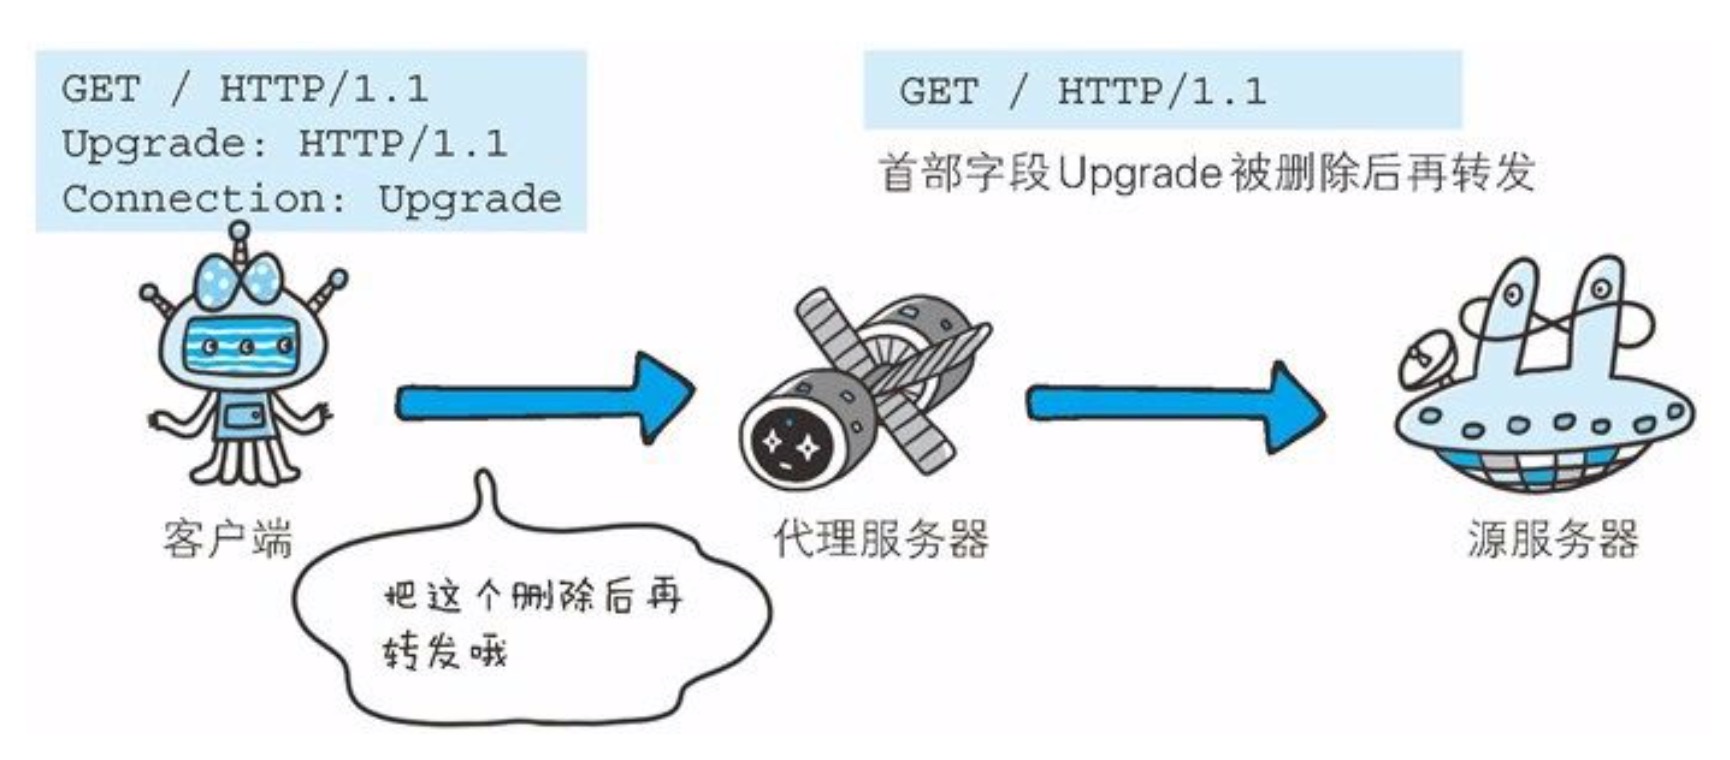 GET / HTTP/1.1
Upgrade: HTTP/1.1
Connection: Upgrade
GET / HTTP/1.1
首部字段Upgrade被删除后再转发
客户端
代理服务器
源服务器
把这个删除后再
转发哦